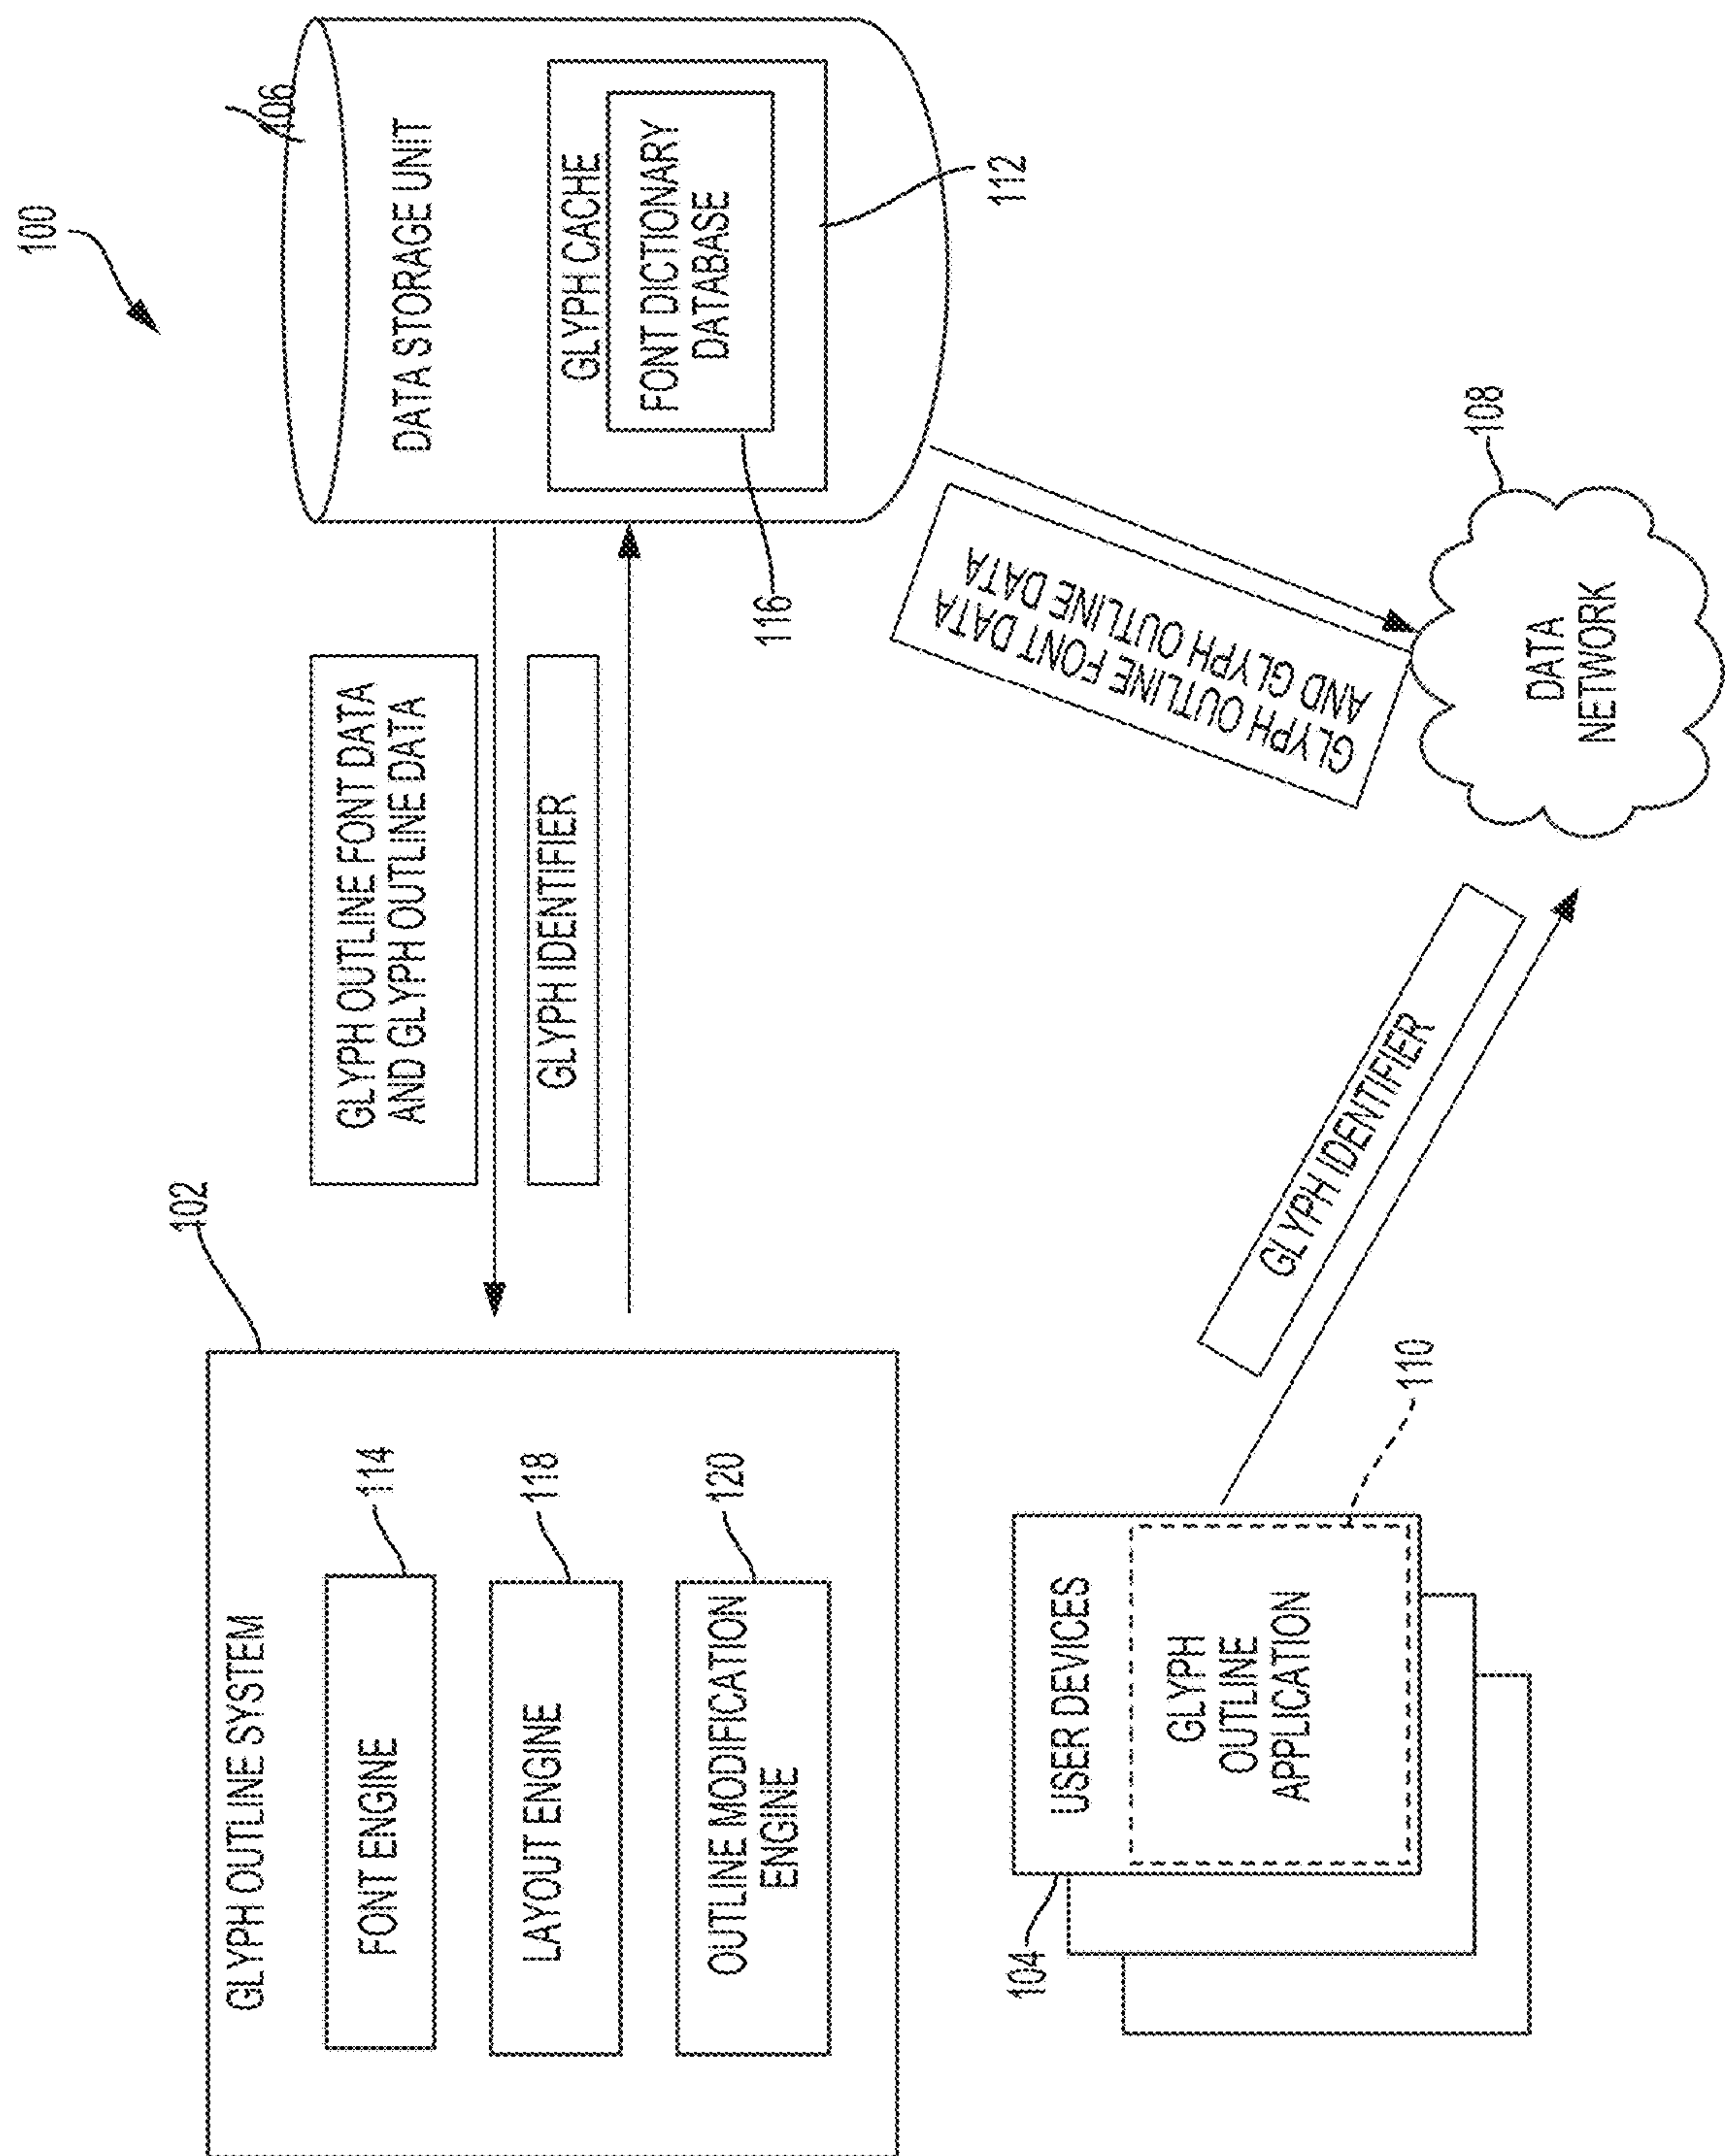 100
GLYPH OUTLINE SYSTEM
102
FONT ENGINE
114
LAYOUT ENGINE
118
OUTLINE MODIFICATION
ENGINE
120
GLYPH OUTLINE FONT DATA
AND GLYPH OUTLINE DATA
GLYPH IDENTIFIER
106
DATA STORAGE UNIT
GLYPH CACHE
FONT DICTIONARY
DATABASE
116
112
USER DEVICES
GLYPH
OUTLINE
APPLICATION
104
110
GLYPH IDENTIFIER
GLYPH OUTLINE FONT DATA
AND GLYPH OUTLINE DATA
108
DATA
NETWORK